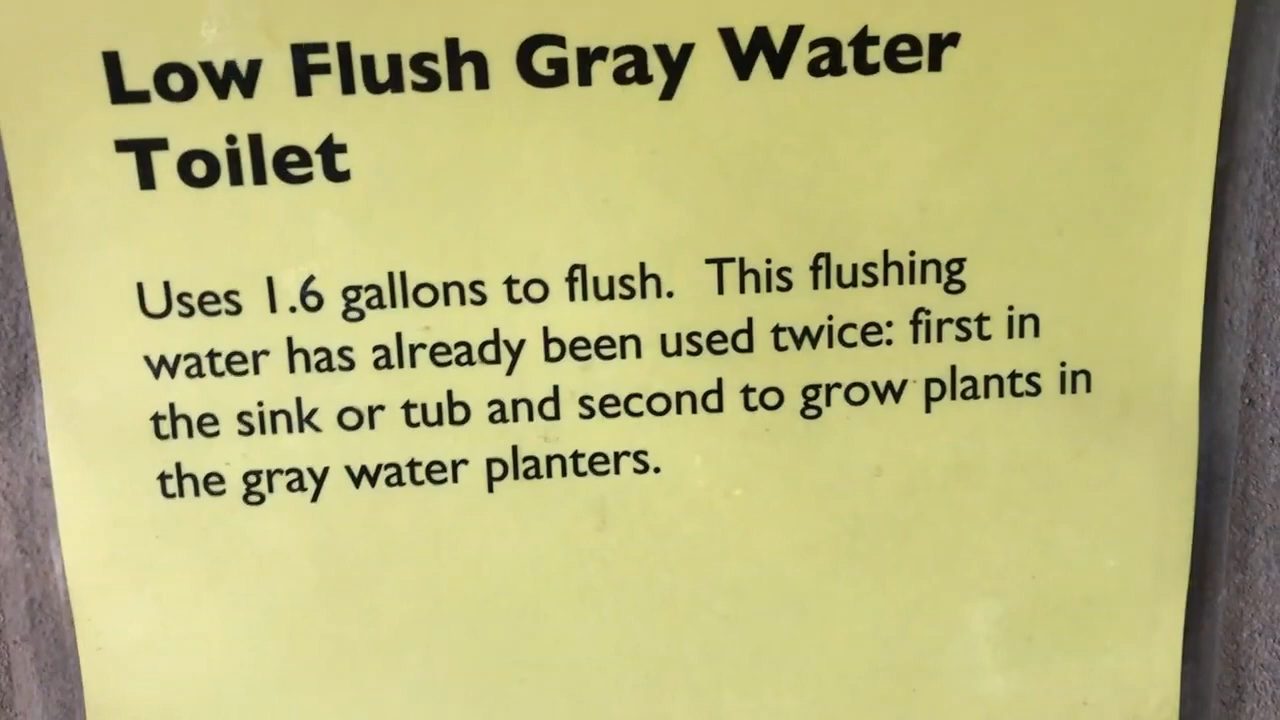 Low Flush Gray Water
Toilet
Uses 1.6 gallons to flush.  This flushing
water has already been used twice: first in
the sink or tub and second to grow plants in
the gray water planters.